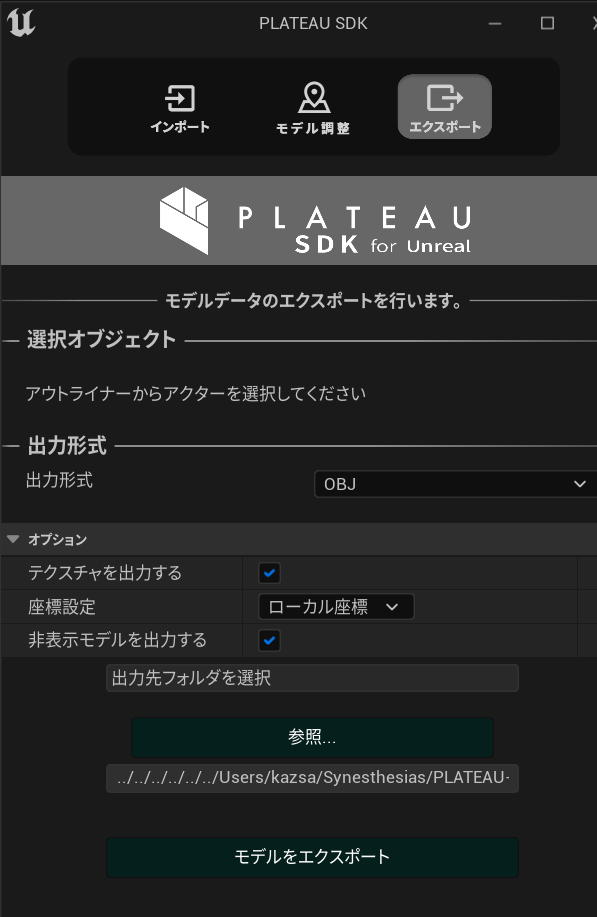 PLATEAU SDK
インポート
モデル調整
エクスポート
PLATEAU
SDK for Unreal
モデルデータのエクスポートを行います。
選択オブジェクト
アウトライナーからアクターを選択してください
出力形式
出力形式
OBJ
オプション
テクスチャを出力する
座標設定
ローカル座標
非表示モデルを出力する
出力先フォルダを選択
参照...
../../../../../../Users/kazsa/Synesthesias/PLATEAU-
モデルをエクスポート